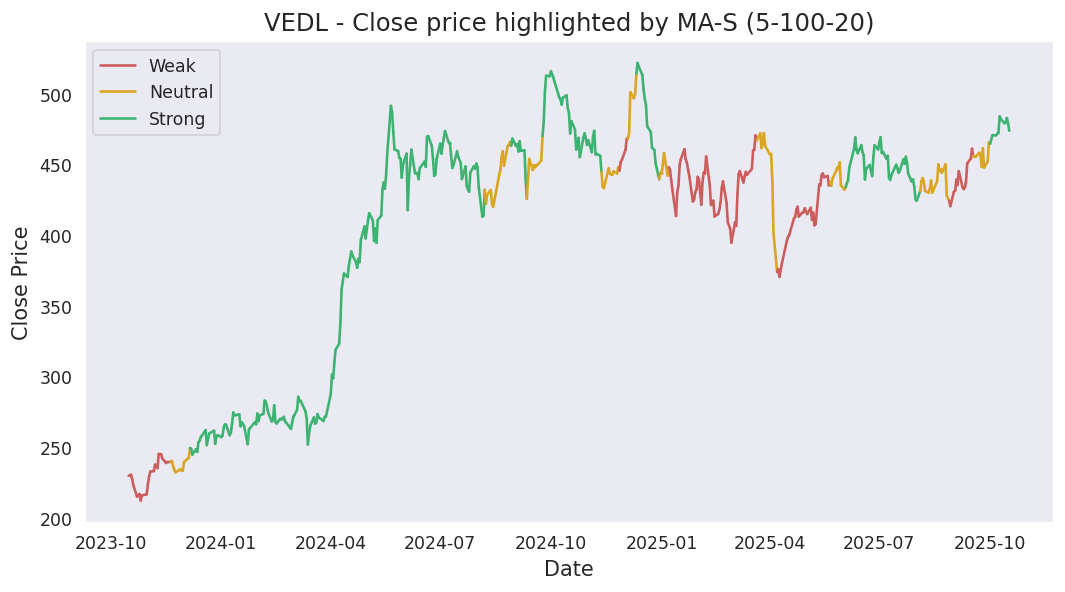 VEDL - Close price highlighted by MA-S (5-100-20)
Weak
Neutral
Strong
Close Price
500
450
400
350
300
250
200
2023-10 2024-01 2024-04 2024-07 2024-10 2025-01 2025-04 2025-07 2025-10
Date